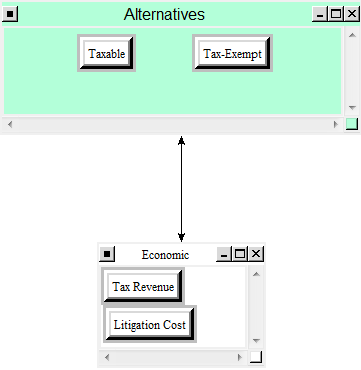 Alternatives
Taxable
Tax-Exempt
Economic
Tax Revenue
Litigation Cost